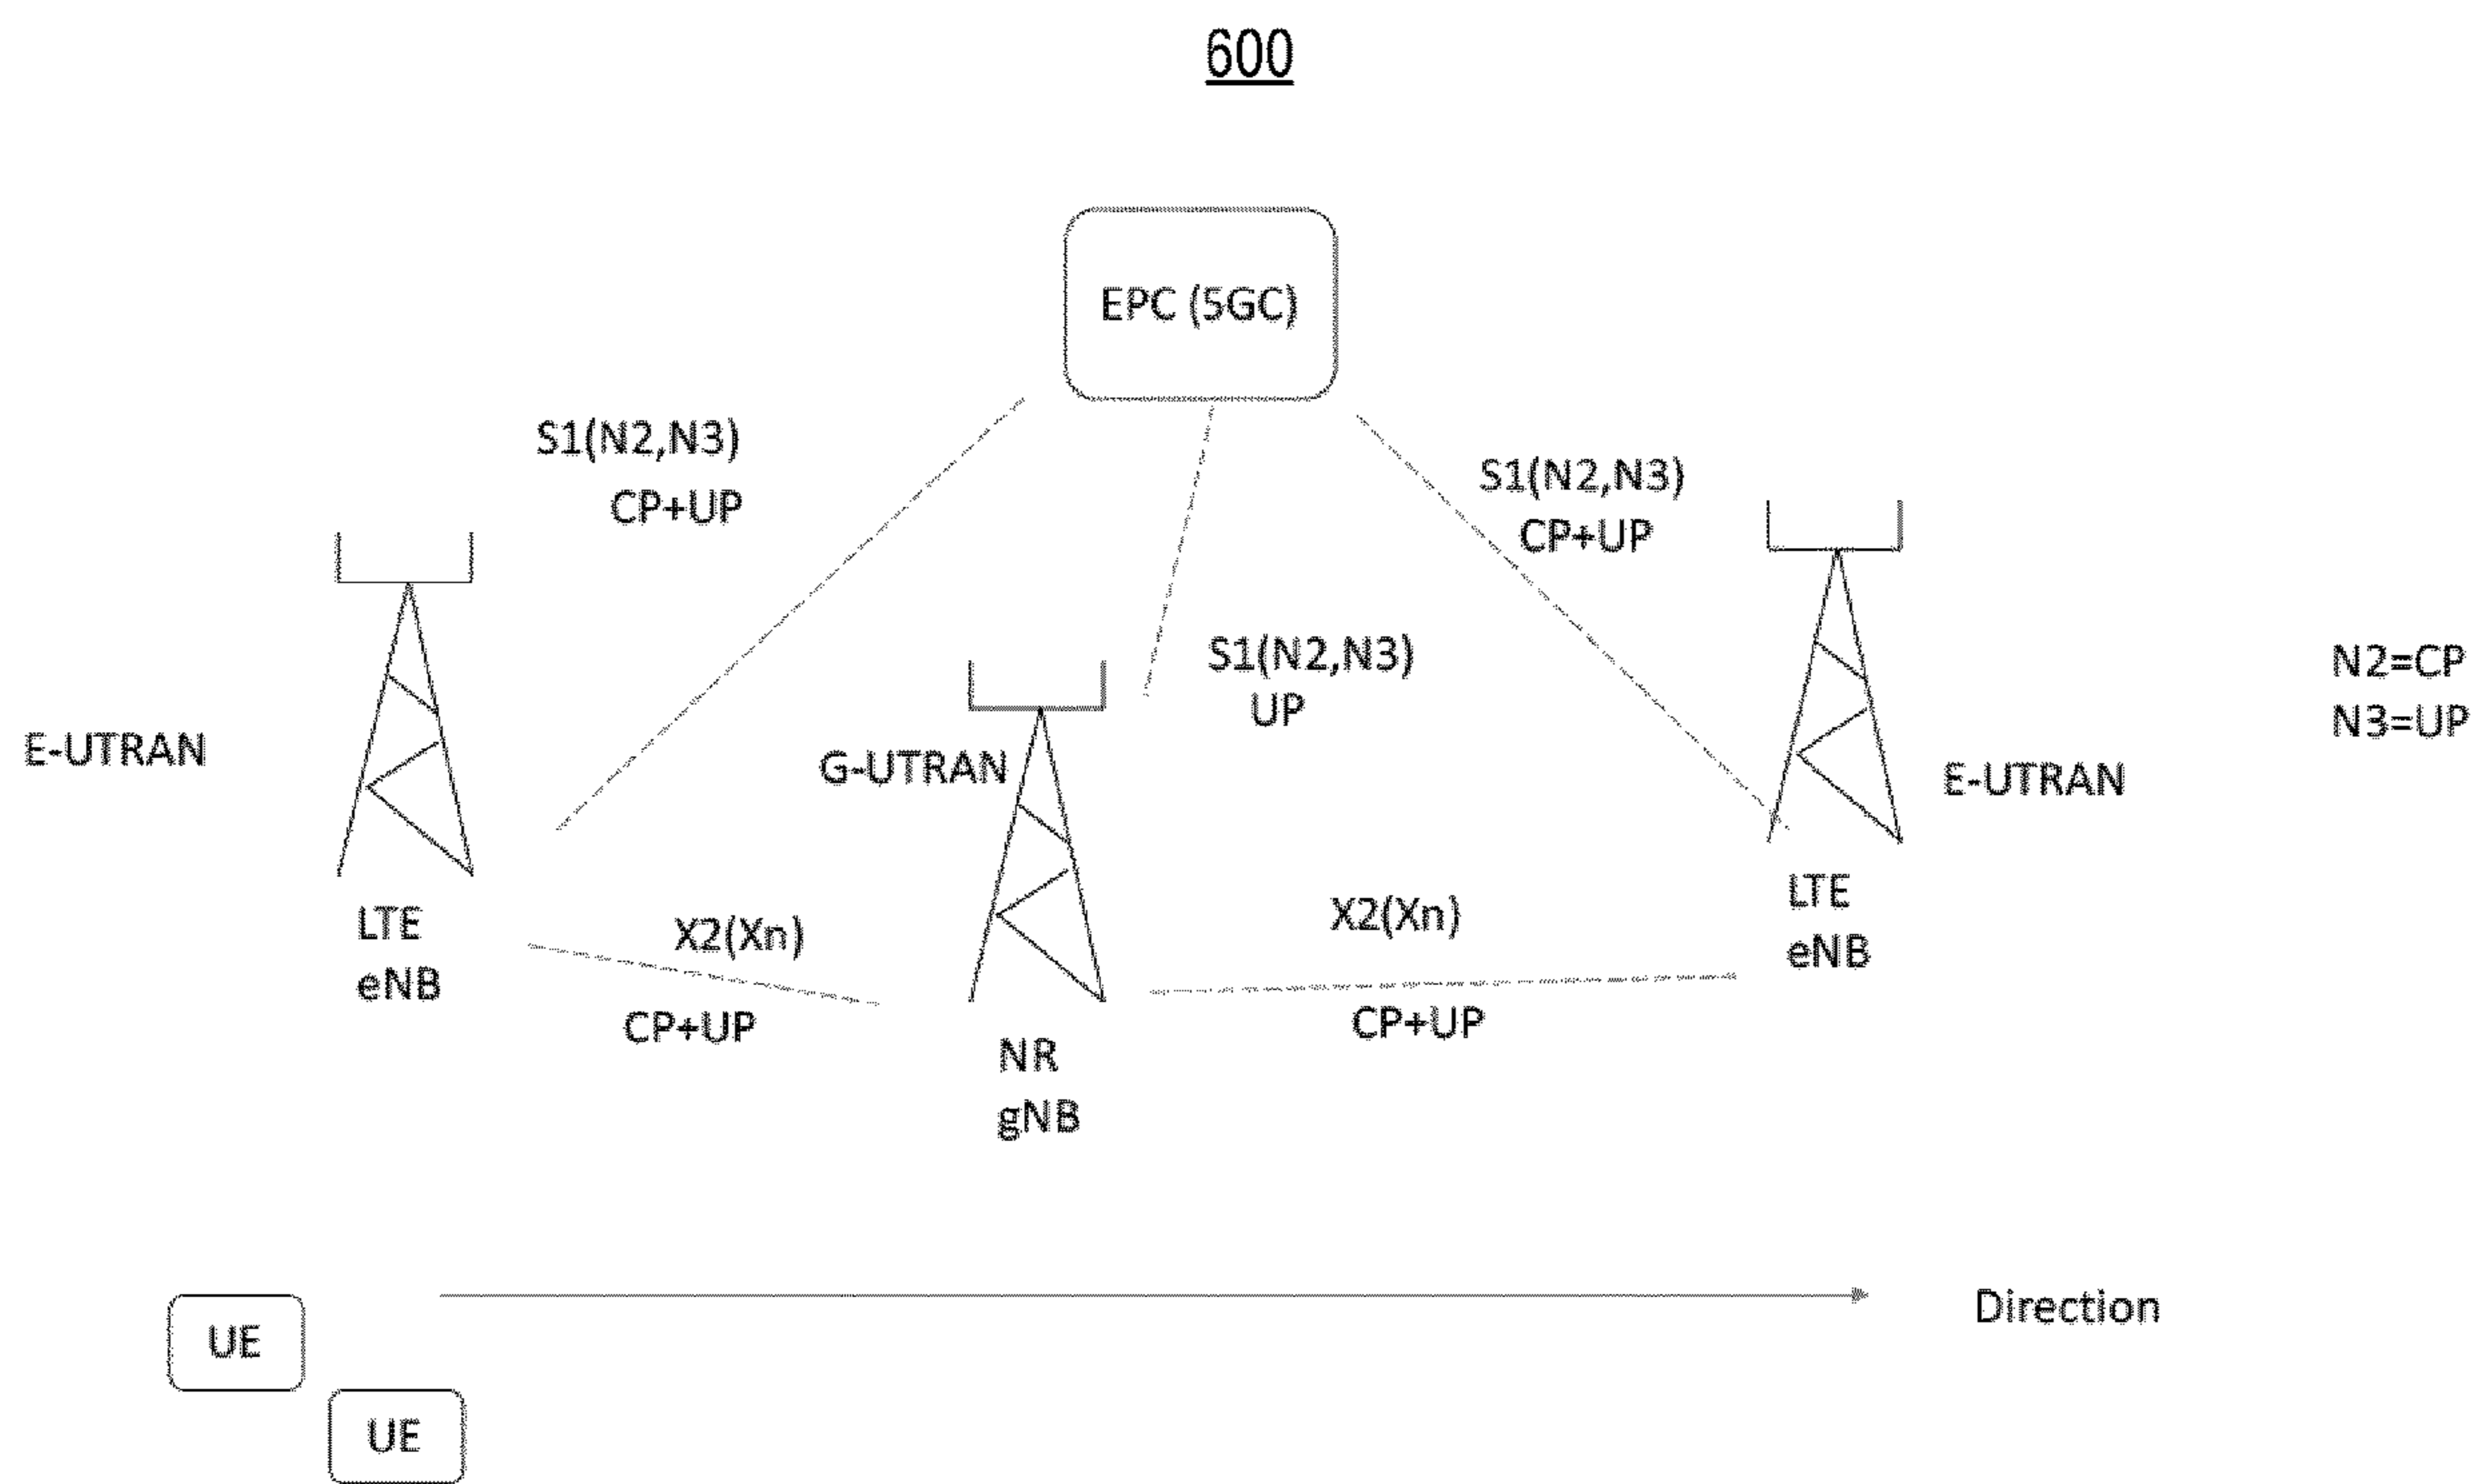 600
EPC (5GC)
S1(N2,N3)
CP+UP
S1(N2,N3)
CP+UP
S1(N2,N3)
UP
N2=CP
N3=UP
E-UTRAN
G-UTRAN
E-UTRAN
LTE
eNB
X2(Xn)
CP+UP
X2(Xn)
CP+UP
LTE
eNB
NR
gNB
Direction
UE
UE